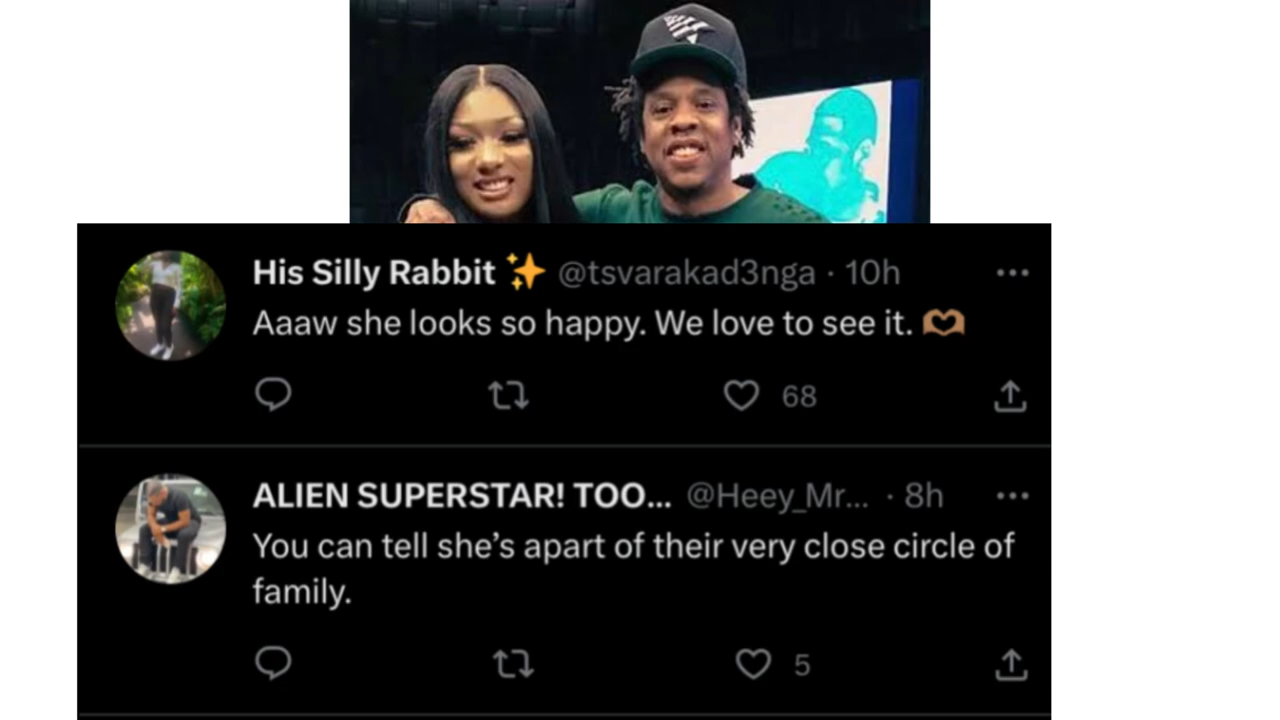 His Silly Rabbit ✨ @tsvarakad3nga · 10h
Aaaw she looks so happy. We love to see it. 🫶🏽
68
ALIEN SUPERSTAR! TOO... @Heey_Mr... · 8h
You can tell she's apart of their very close circle of
family.
5